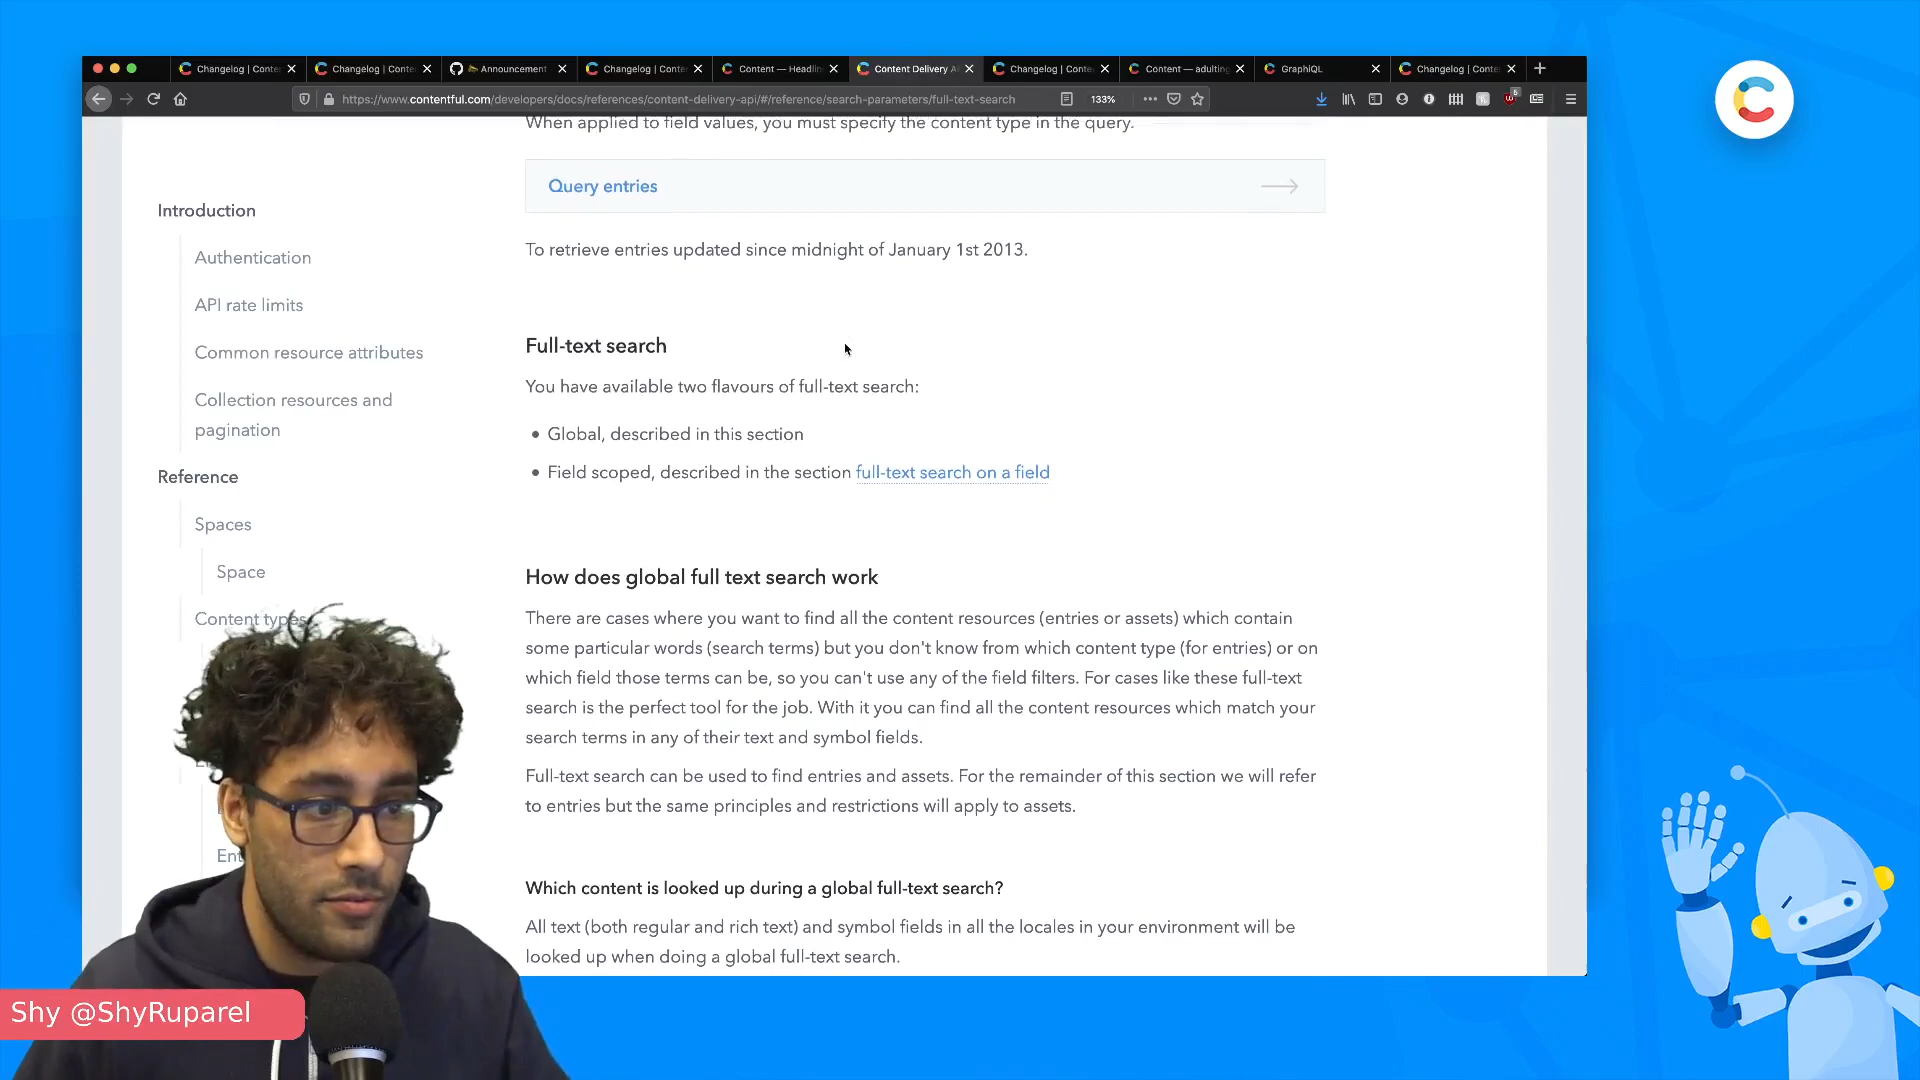 Changelog | Conte
Changelog | Conte
Announcement
Changelog | Conte
Content — Headlin
Content Delivery A
Changelog | Conte
Content — adulting
GraphiQL
Changelog | Conte
https://www.contentful.com/developers/docs/references/content-delivery-api/#/reference/search-parameters/full-text-search
133%
When applied to field values, you must specify the content type in the query.
Query entries
To retrieve entries updated since midnight of January 1st 2013.
Introduction
Authentication
API rate limits
Common resource attributes
Collection resources and
pagination
Reference
Spaces
Space
Content types
Ent
Full-text search
You have available two flavours of full-text search:
• Global, described in this section
• Field scoped, described in the section full-text search on a field
How does global full text search work
There are cases where you want to find all the content resources (entries or assets) which contain
some particular words (search terms) but you don't know from which content type (for entries) or on
which field those terms can be, so you can't use any of the field filters. For cases like these full-text
search is the perfect tool for the job. With it you can find all the content resources which match your
search terms in any of their text and symbol fields.
Full-text search can be used to find entries and assets. For the remainder of this section we will refer
to entries but the same principles and restrictions will apply to assets.
Which content is looked up during a global full-text search?
All text (both regular and rich text) and symbol fields in all the locales in your environment will be
looked up when doing a global full-text search.
Shy @ShyRuparel